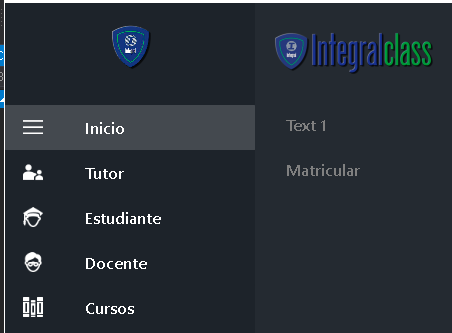 Integralclass
Inicio
Text 1
Tutor
Matricular
Estudiante
Docente
Cursos